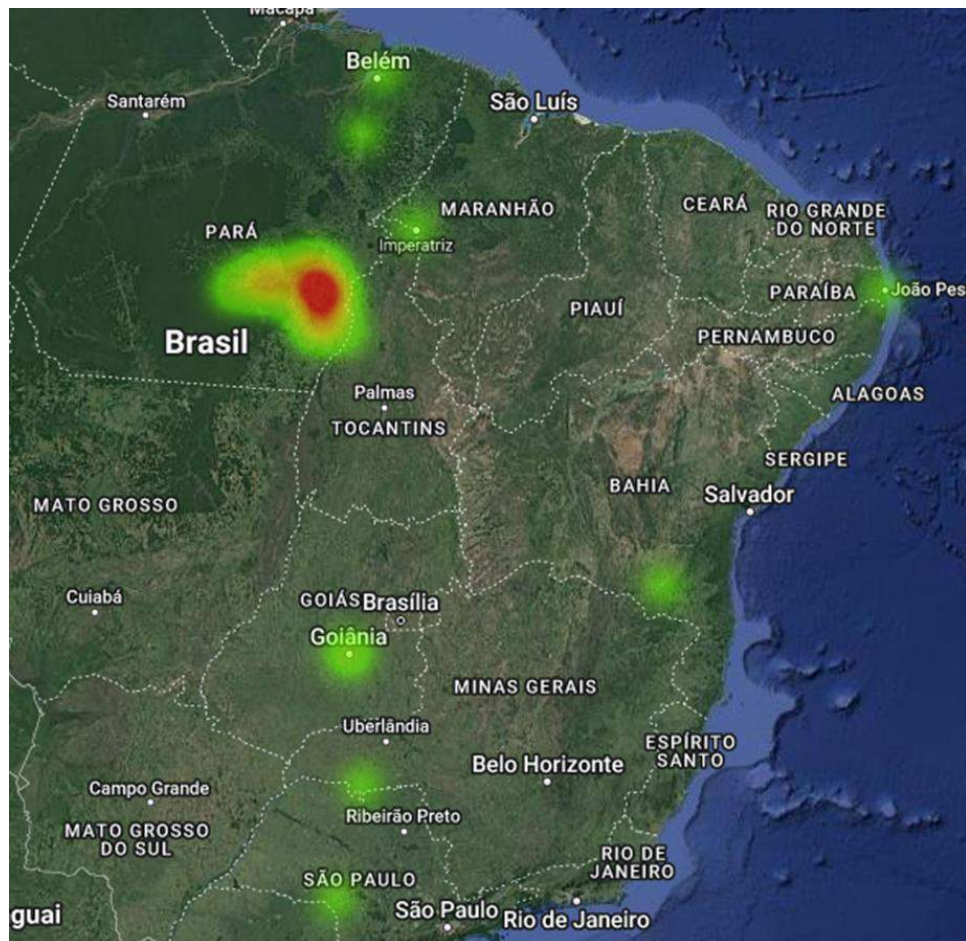 Macapá
Belém
Santarém
São Luís
MARANHÃO
CEARÁ
RIO GRANDE
DO NORTE
PARÁ
Imperatriz
PARAÍBA
João Pes
PIAUÍ
Brasil
PERNAMBUCO
Palmas
ALAGOAS
TOCANTINS
SERGIPE
BAHIA
Salvador
MATO GROSSO
Cuiabá
GOIÁS
Brasília
Goiânia
MINAS GERAIS
Uberlândia
ESPÍRITO
SANTO
Belo Horizonte
Campo Grande
Ribeirão Preto
MATO GROSSO
DO SUL
RIO DE
JANEIRO
SÃO PAULO
guai
São Paulo
Rio de Janeiro